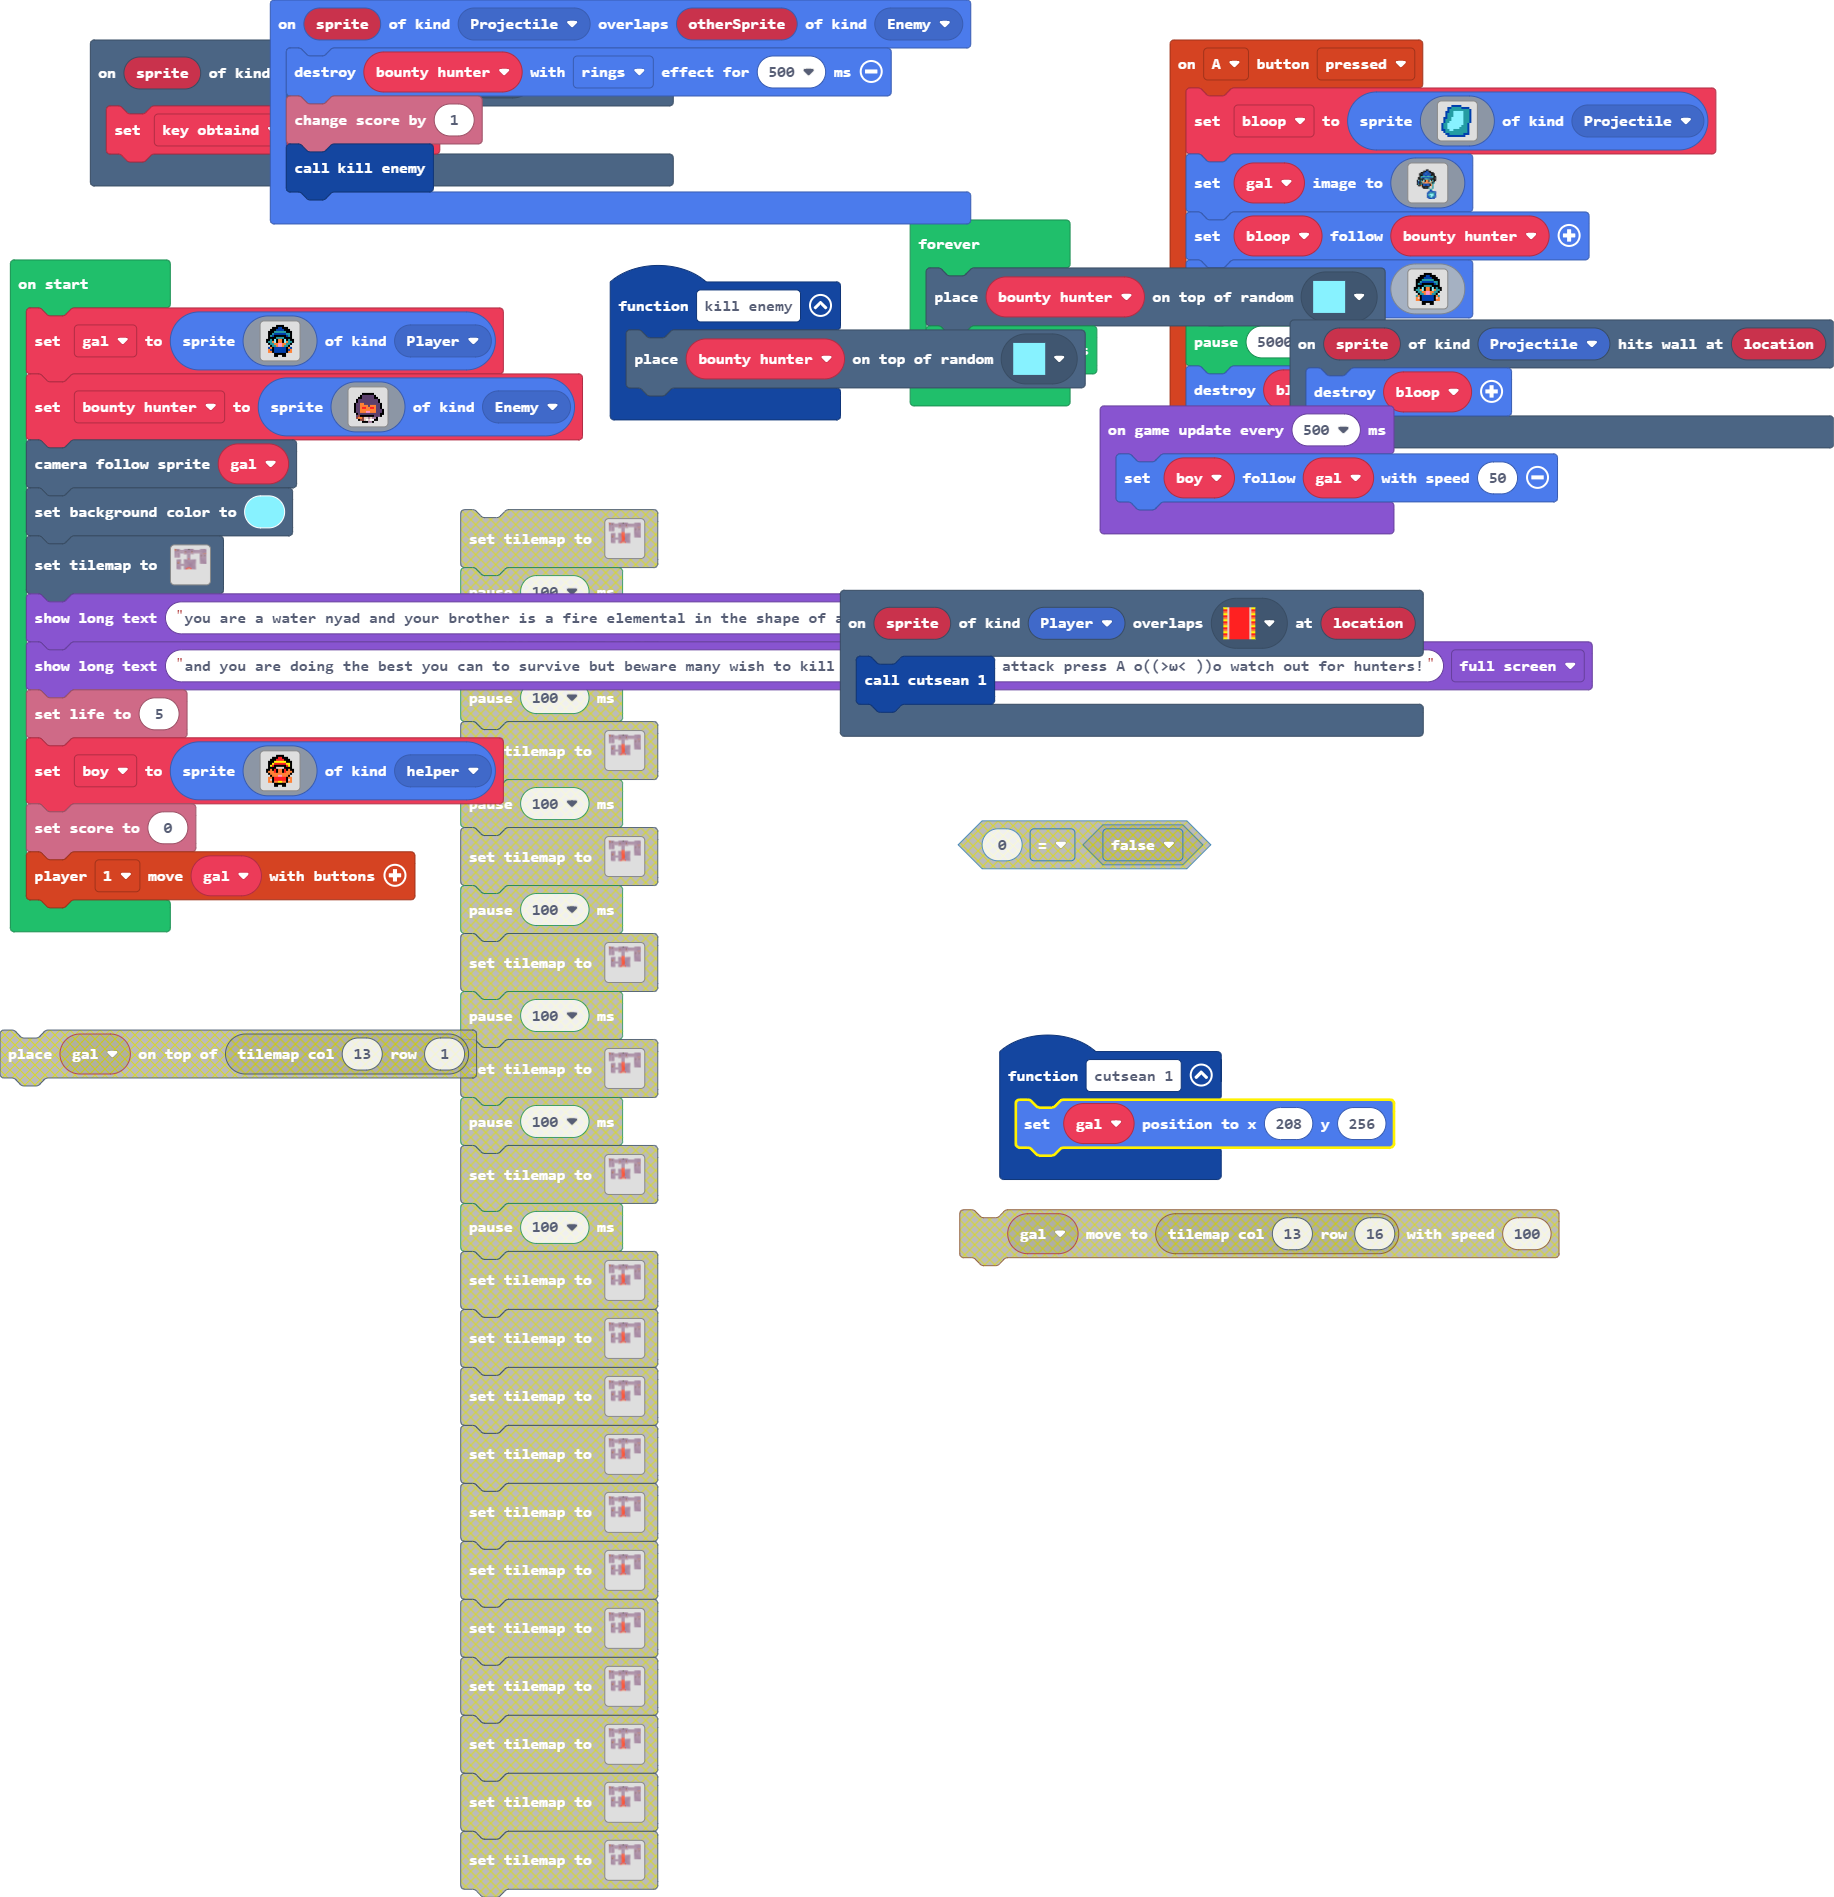 on sprite of kind Projectile overlaps otherSprite of kind Enemy
destroy bounty hunter with rings effect for 500 ms
change score by 1
call kill enemy
on sprite of kind
set key obtaind
on A button pressed
set bloop to sprite of kind Projectile
set gal image to
set bloop follow bounty hunter
pause 5000
destroy
on sprite of kind Projectile hits wall at location
destroy bloop
on game update every 500 ms
set boy follow gal with speed 50
forever
place bounty hunter on top of random
function kill enemy
place bounty hunter on top of random
on start
set gal to sprite of kind Player
set bounty hunter to sprite of kind Enemy
camera follow sprite gal
set background color to
set tilemap to
show long text "you are a water nyad and your brother is a fire elemental in the shape of
show long text "and you are doing the best you can to survive but beware many wish to kill
attack press A o((>ω< ))o watch out for hunters!" full screen
set life to 5
set boy to sprite of kind helper
set score to 0
player 1 move gal with buttons
on sprite of kind Player overlaps at location
call cutsean 1
0 = false
set tilemap to
pause 100 ms
pause 100 ms
tilemap to
pause 100 ms
set tilemap to
pause 100 ms
set tilemap to
pause 100 ms
set tilemap to
pause 100 ms
set tilemap to
pause 100 ms
set tilemap to
set tilemap to
set tilemap to
set tilemap to
set tilemap to
set tilemap to
set tilemap to
set tilemap to
set tilemap to
set tilemap to
set tilemap to
place gal on top of tilemap col 13 row 1
function cutsean 1
set gal position to x 208 y 256
gal move to tilemap col 13 row 16 with speed 100